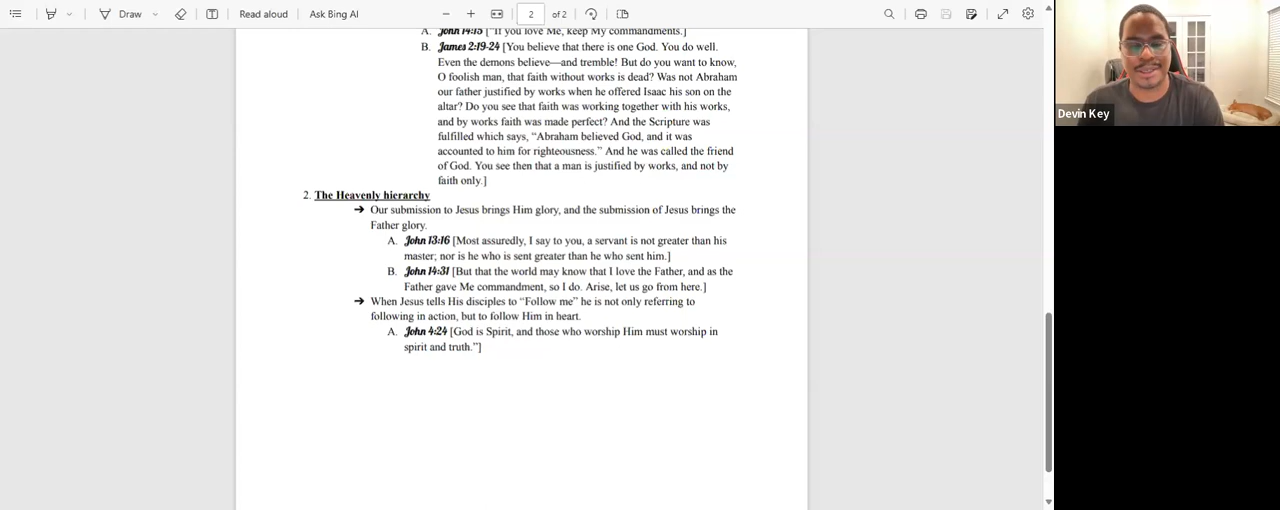 Draw
Read aloud
Ask Bing AI
2
of 2
A. John 14:15 ["If you love Me, keep My commandments.]
B. James 2:19-24 [You believe that there is one God. You do well.
Even the demons believe—and tremble! But do you want to know,
O foolish man, that faith without works is dead? Was not Abraham
our father justified by works when he offered Isaac his son on the
altar? Do you see that faith was working together with his works,
and by works faith was made perfect? And the Scripture was
fulfilled which says, “Abraham believed God, and it was
accounted to him for righteousness.” And he was called the friend
of God. You see then that a man is justified by works, and not by
faith only.]
2. The Heavenly hierarchy
➔ Our submission to Jesus brings Him glory, and the submission of Jesus brings the
Father glory.
A. John 13:16 [Most assuredly, I say to you, a servant is not greater than his
master; nor is he who is sent greater than he who sent him.]
B. John 14:31 [But that the world may know that I love the Father, and as the
Father gave Me commandment, so I do. Arise, let us go from here.]
➔ When Jesus tells His disciples to “Follow me” he is not only referring to
following in action, but to follow Him in heart.
A. John 4:24 [God is Spirit, and those who worship Him must worship in
spirit and truth.”]
Devin Key